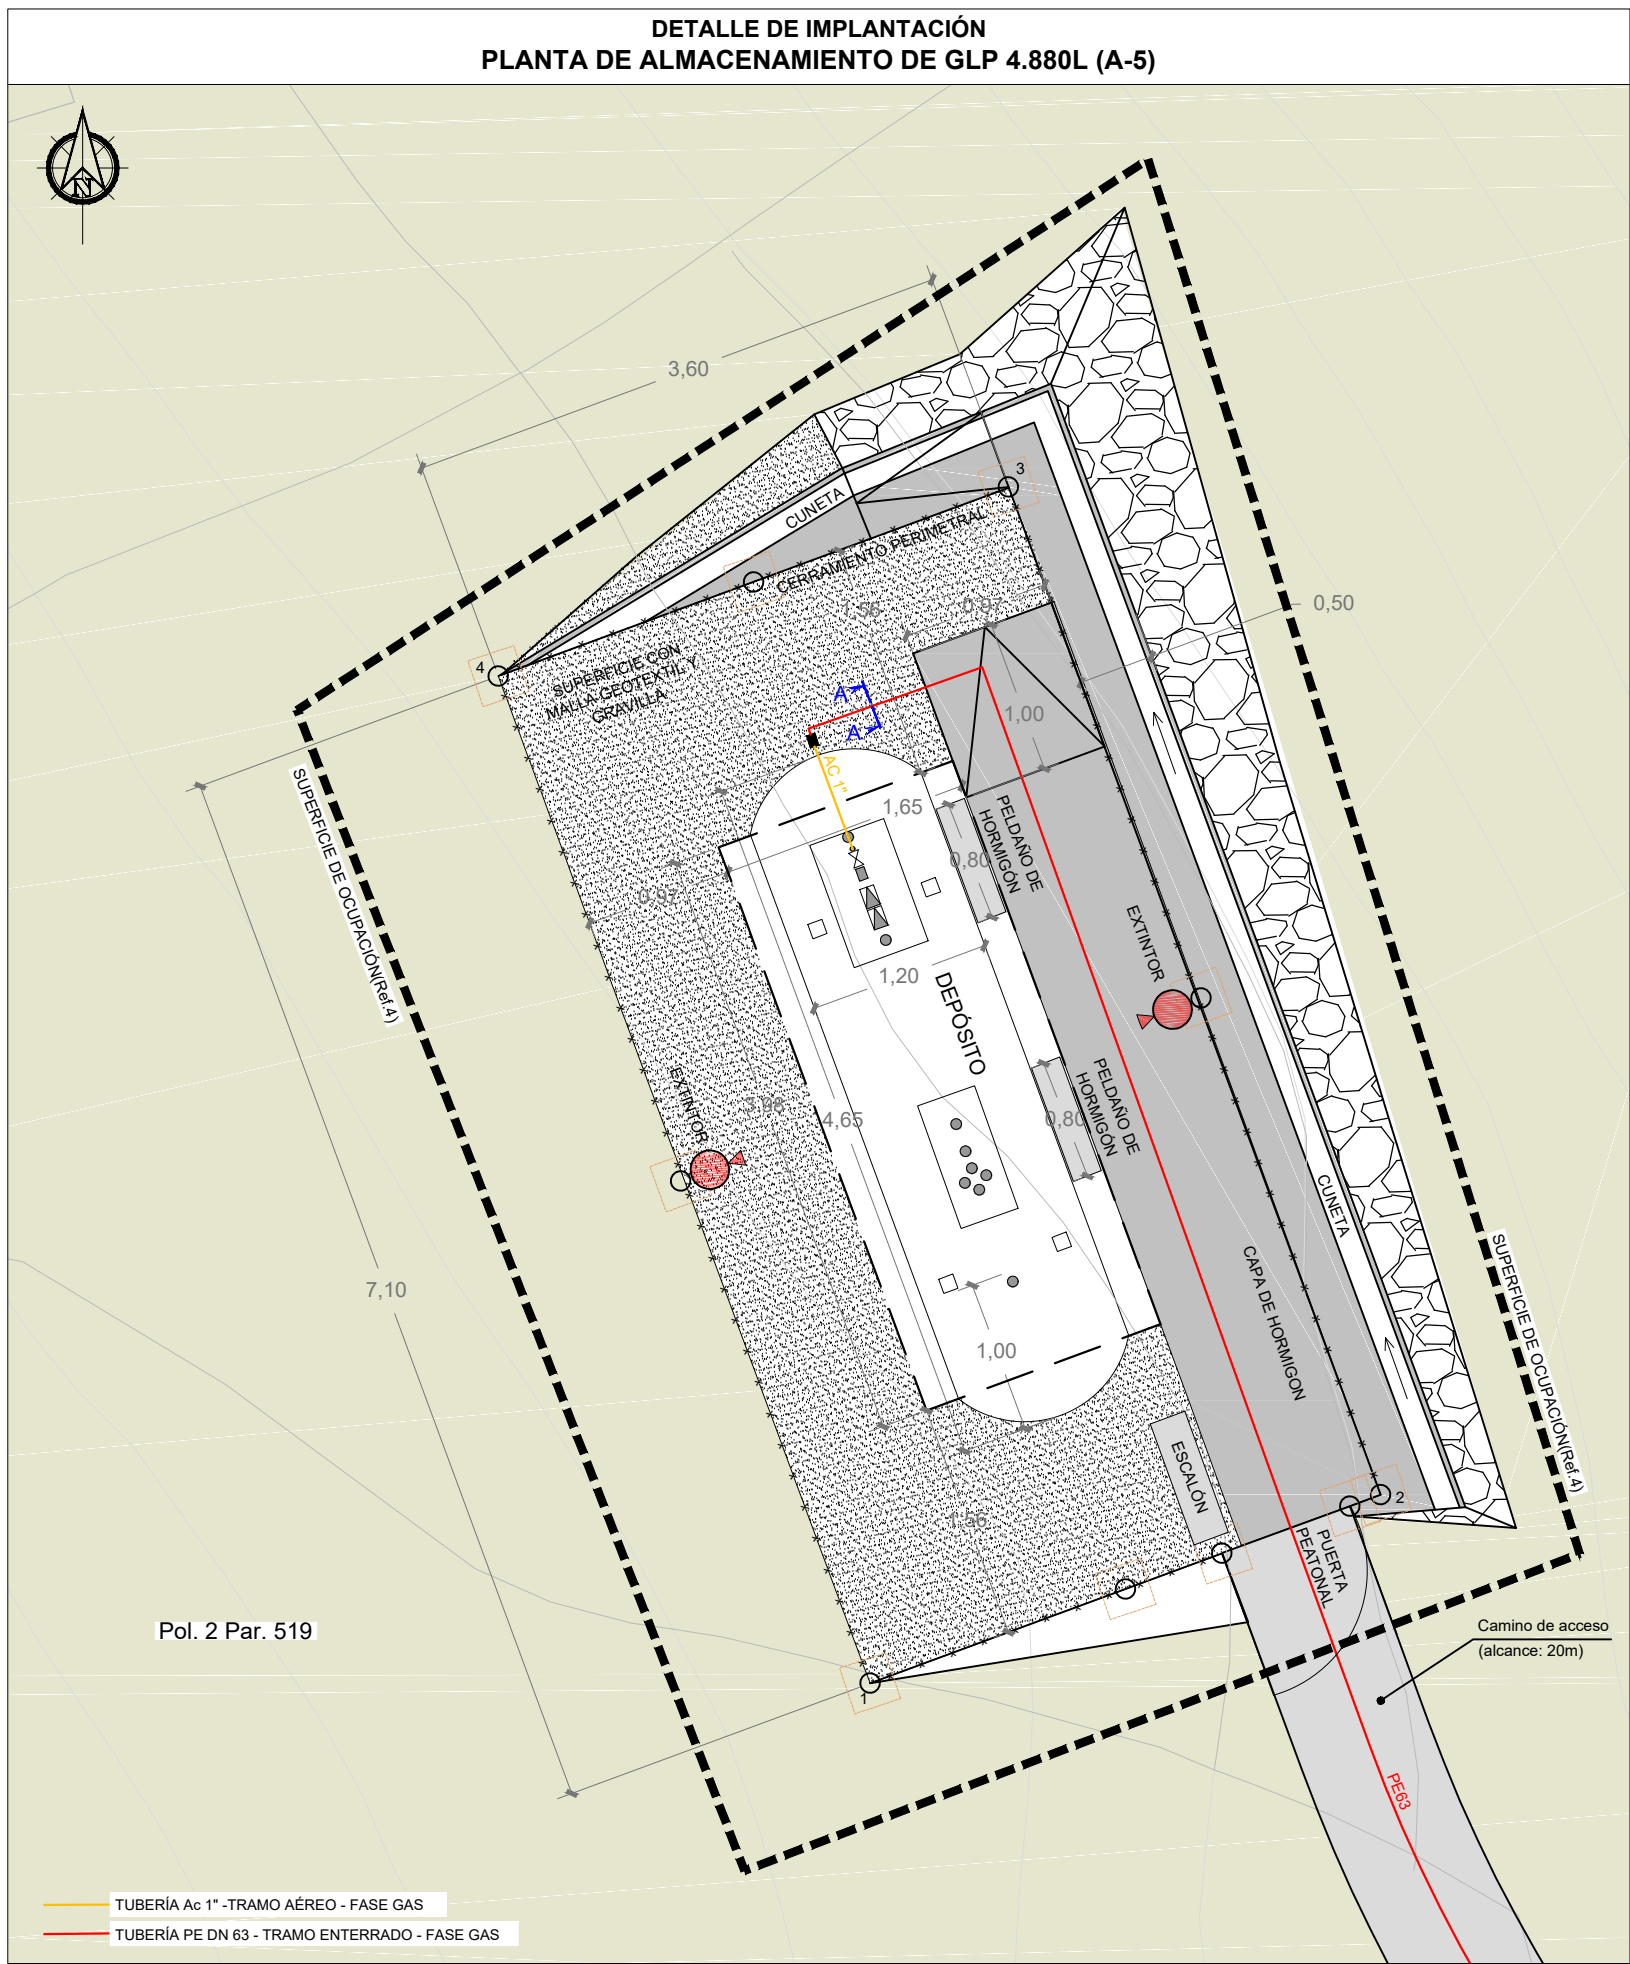 DETALLE DE IMPLANTACIÓN
PLANTA DE ALMACENAMIENTO DE GLP 4.880L (A-5)
N
3,60
3
CUNETA
CERRAMIENTO PERIMETRAL
0,50
1,56
0,97
4
SUPERFICIE CON
MALLA GEOTEXTIL Y
GRAVILLA
A
A
1,00
AC 1"
1,65
PELDAÑO DE
HORMIGÓN
0,80
0,97
SUPERFICIE DE OCUPACIÓN(Ref.4)
EXTINTOR
1,20
DEPÓSITO
EXTINTOR
3,98
4,65
0,80
PELDAÑO DE
HORMIGÓN
CUNETA
7,10
CAPA DE HORMIGON
SUPERFICIE DE OCUPACIÓN(Ref.4)
1,00
ESCALÓN
2
1,56
PUERTA
PEATONAL
Pol. 2 Par. 519
Camino de acceso
(alcance: 20m)
1
PE63
TUBERÍA Ac 1" -TRAMO AÉREO - FASE GAS
TUBERÍA PE DN 63 - TRAMO ENTERRADO - FASE GAS